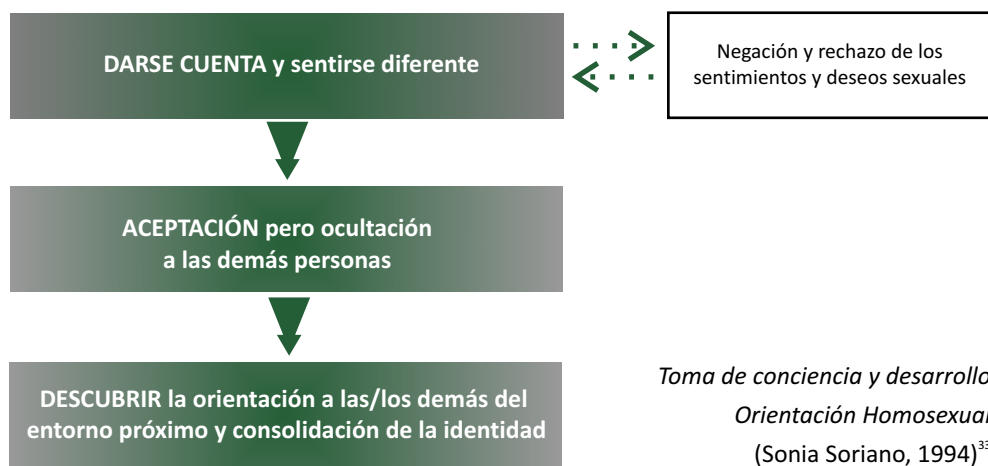 DARSE CUENTA y sentirse diferente
Negación y rechazo de los
sentimientos y deseos sexuales
ACEPTACIÓN pero ocultación
a las demás personas
DESCUBRIR la orientación a las/los demás del
entorno próximo y consolidación de la identidad
Toma de conciencia y desarrollo
Orientación Homosexual
(Sonia Soriano, 1994)³³